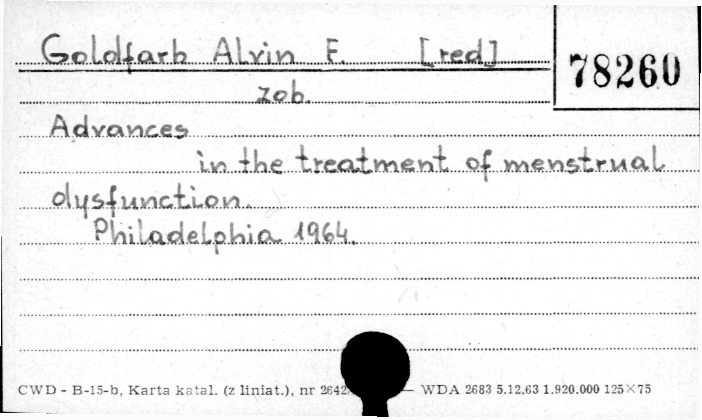 Goldfarb Alvin F. [red]
78260
zob.
Advances
in the treatment of menstrual
dysfunction.
Philadelphia 1964.
CWD - B-15-b, Karta katal. (z liniat.), nr 2642 — WDA 2683 5.12.63 1.920.000 125×75